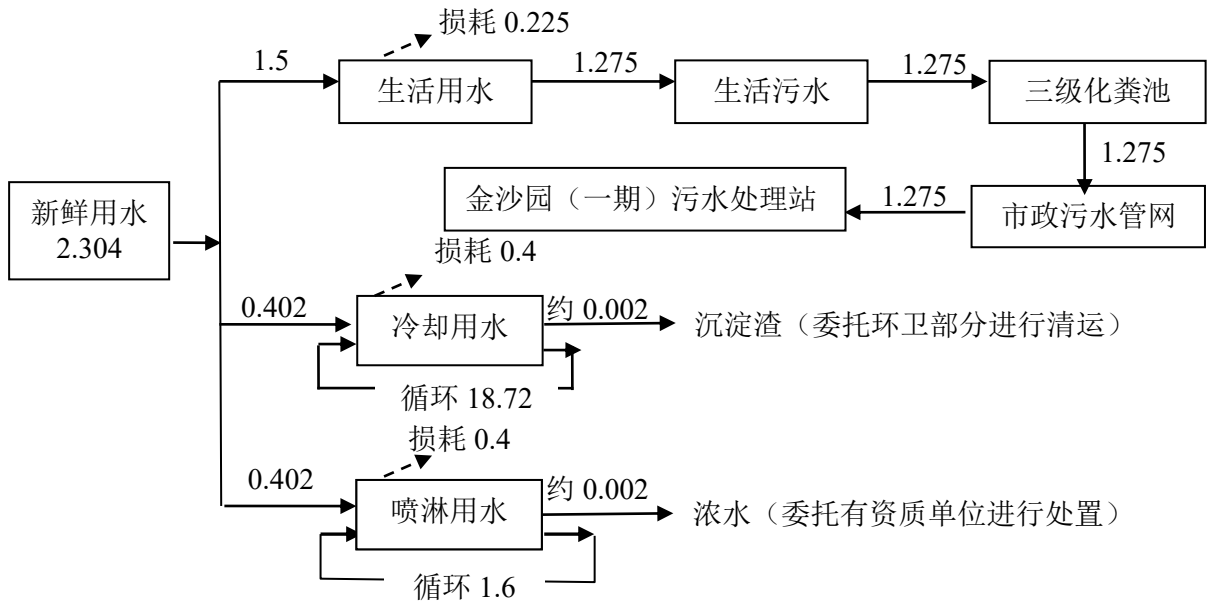 损耗 0.225
1.5
生活用水
1.275
生活污水
1.275
三级化粪池
1.275
新鲜用水
2.304
金沙园（一期）污水处理站
1.275
市政污水管网
损耗 0.4
0.402
冷却用水
约 0.002
沉淀渣（委托环卫部分进行清运）
循环 18.72
损耗 0.4
0.402
喷淋用水
约 0.002
浓水（委托有资质单位进行处置）
循环 1.6